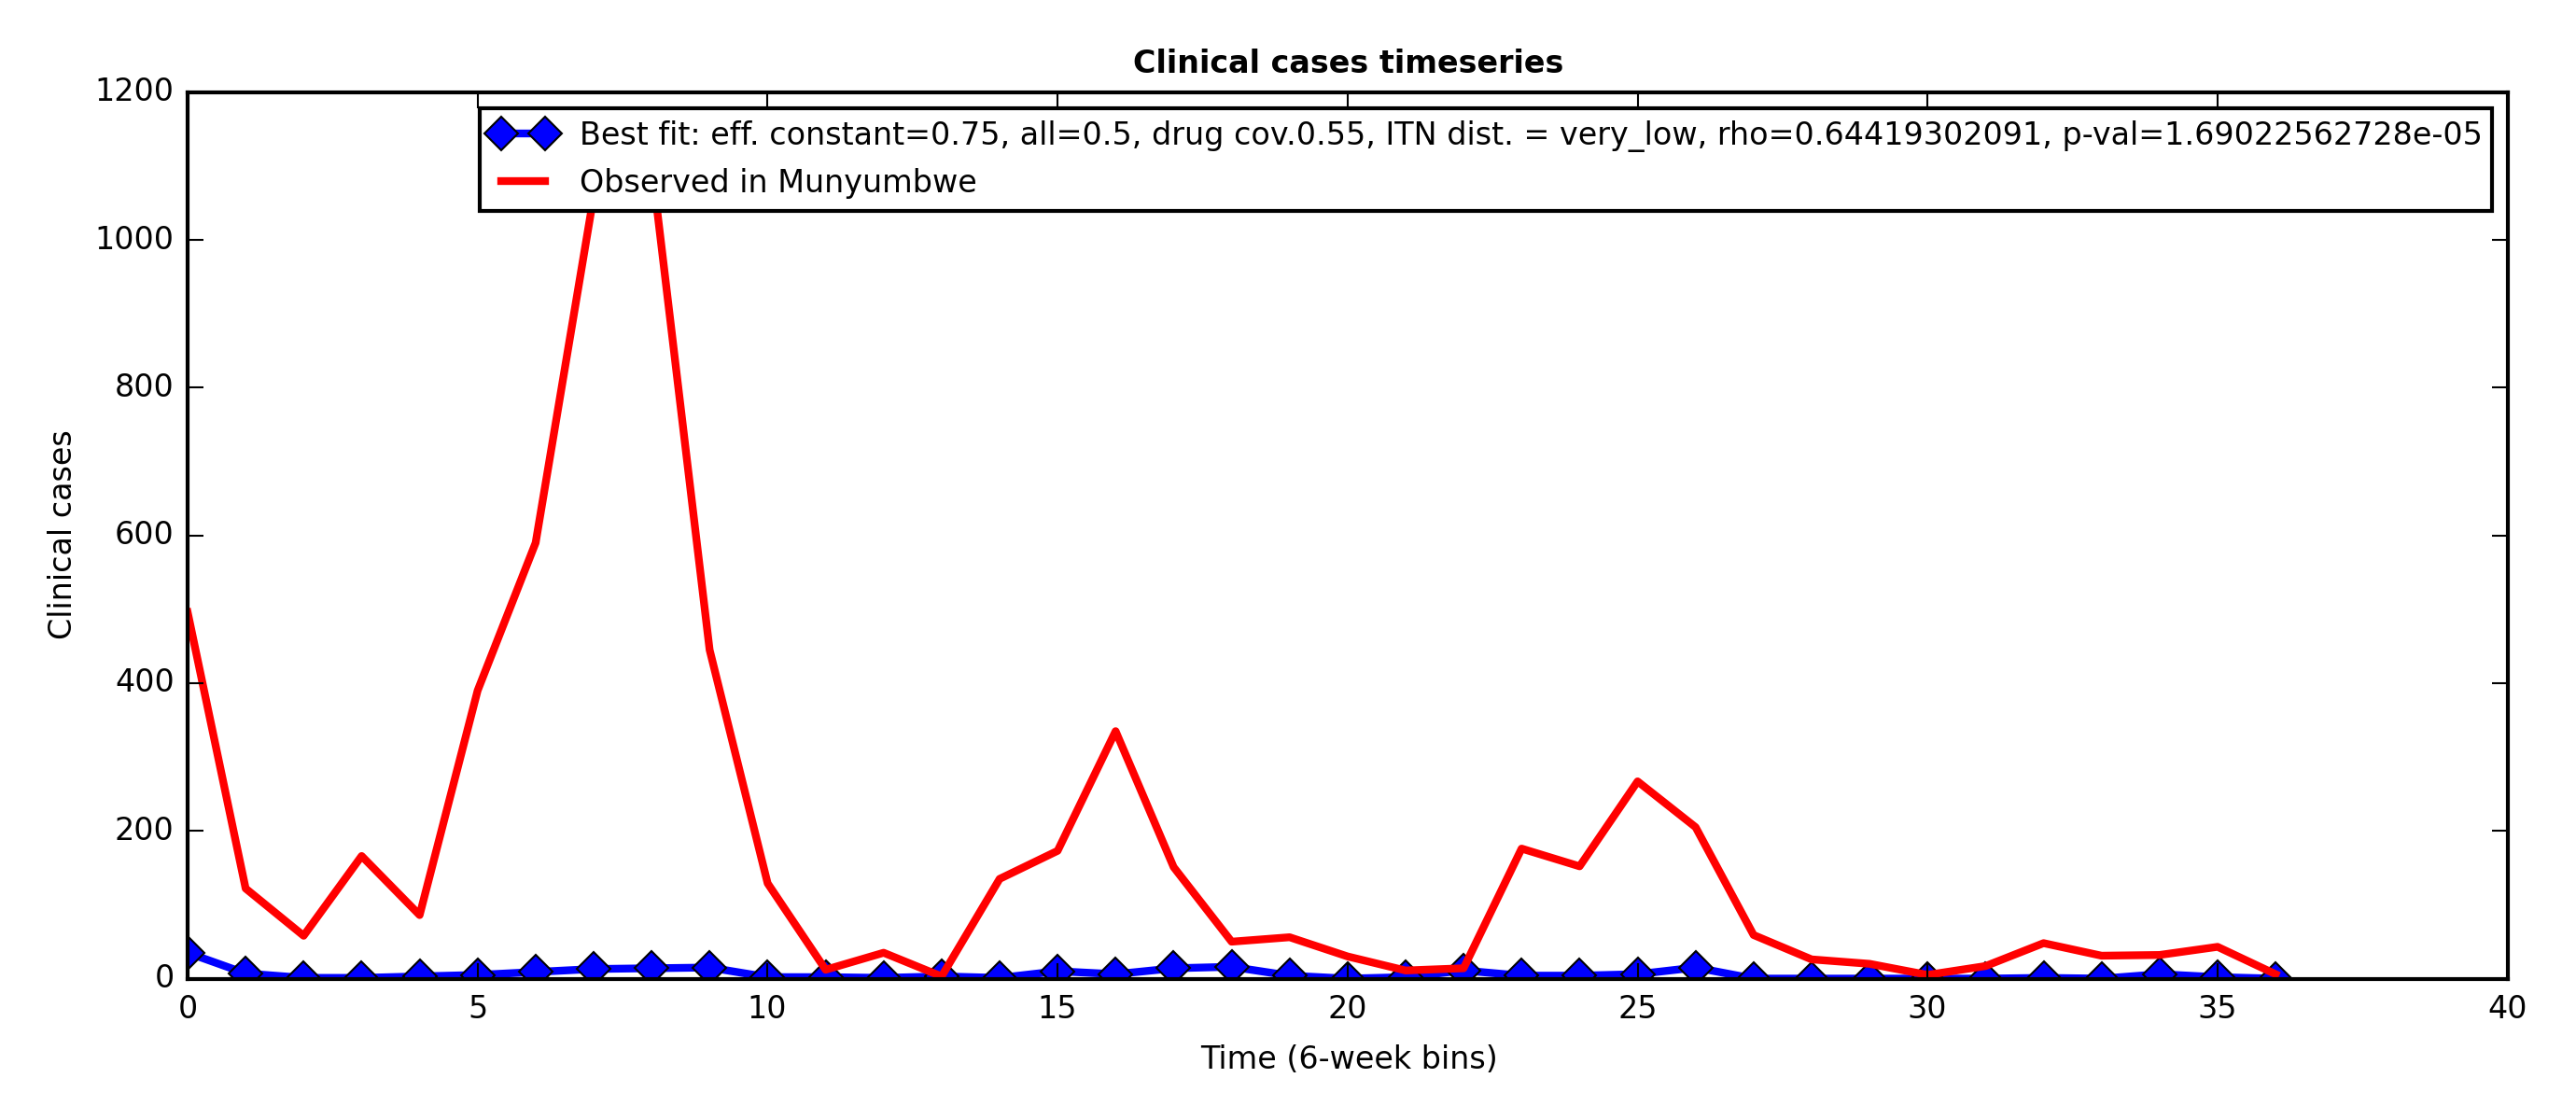 Clinical cases timeseries
1200
1000
800
600
400
200
0
Clinical cases
Best fit: eff. constant=0.75, all=0.5, drug cov.0.55, ITN dist. = very_low, rho=0.64419302091, p-val=1.69022562728e-05
Observed in Munyumbwe
0 5 10 15 20 25 30 35 40
Time (6-week bins)